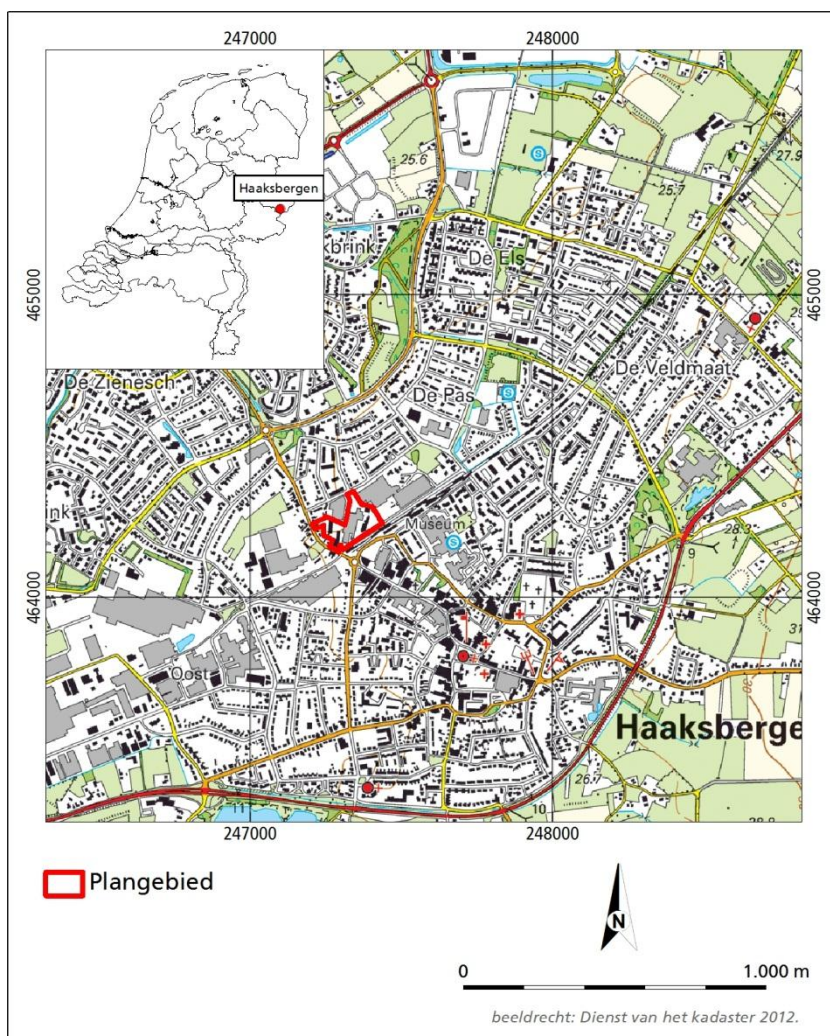 247000 248000
Haaksbergen
25.6
27.9
25.7
kbrink
De Els
465000 465000
De Zienesch
De Pas
De Veldmaat
S
S
S
ink
Museum
9
28.3
464000 464000
Oost
Haaksberge
26.7
11
10
247000 248000
Plangebied
N
0 1.000 m
beeldrecht: Dienst van het kadaster 2012.